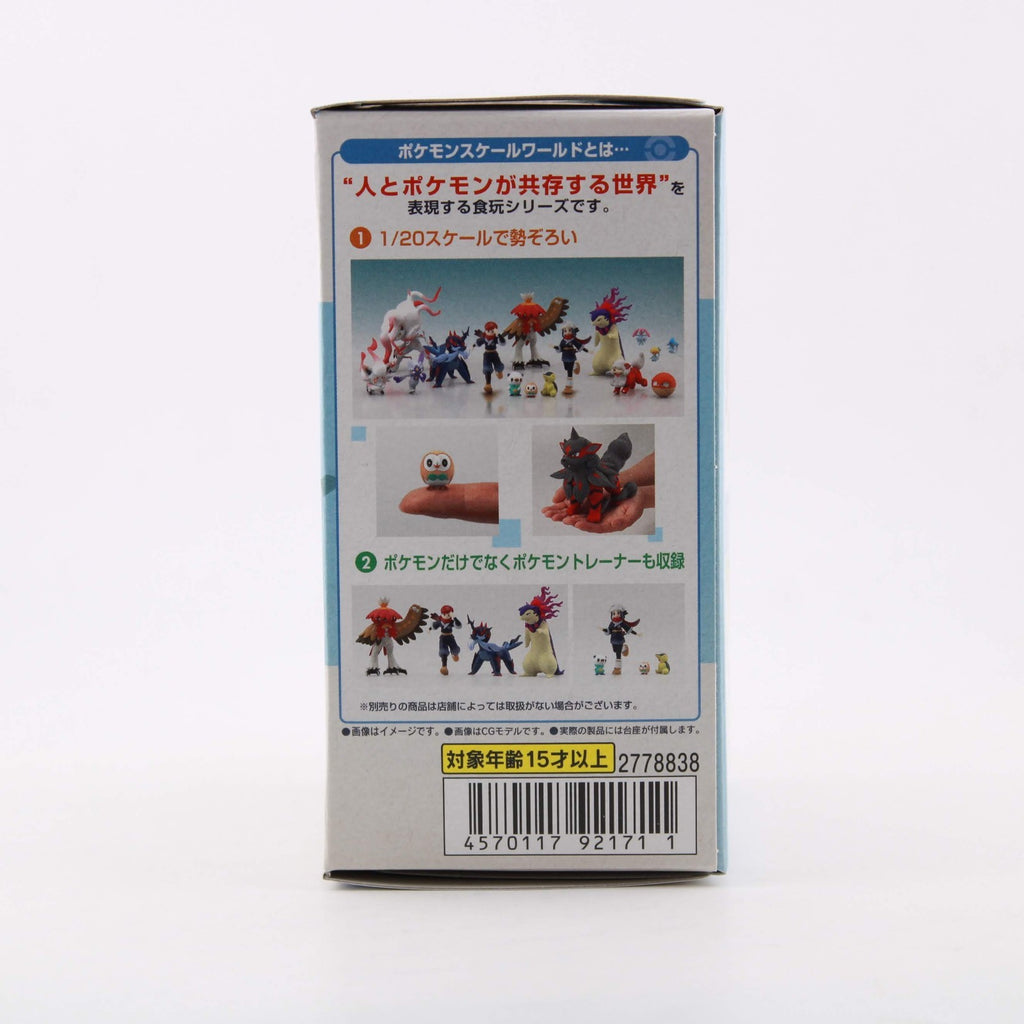 ポケモンスケールワールドとは…
“人とポケモンが共存する世界”を
表現する食玩シリーズです。
1 1/20スケールで勢ぞろい
2 ポケモンだけでなくポケモントレーナーも収録
※別売りの商品は店舗によっては取扱がない場合がございます。
●画像はイメージです。●画像はCGモデルです。●実際の製品には台座が付属します。
対象年齢15才以上 2778838
4570117 92171 1